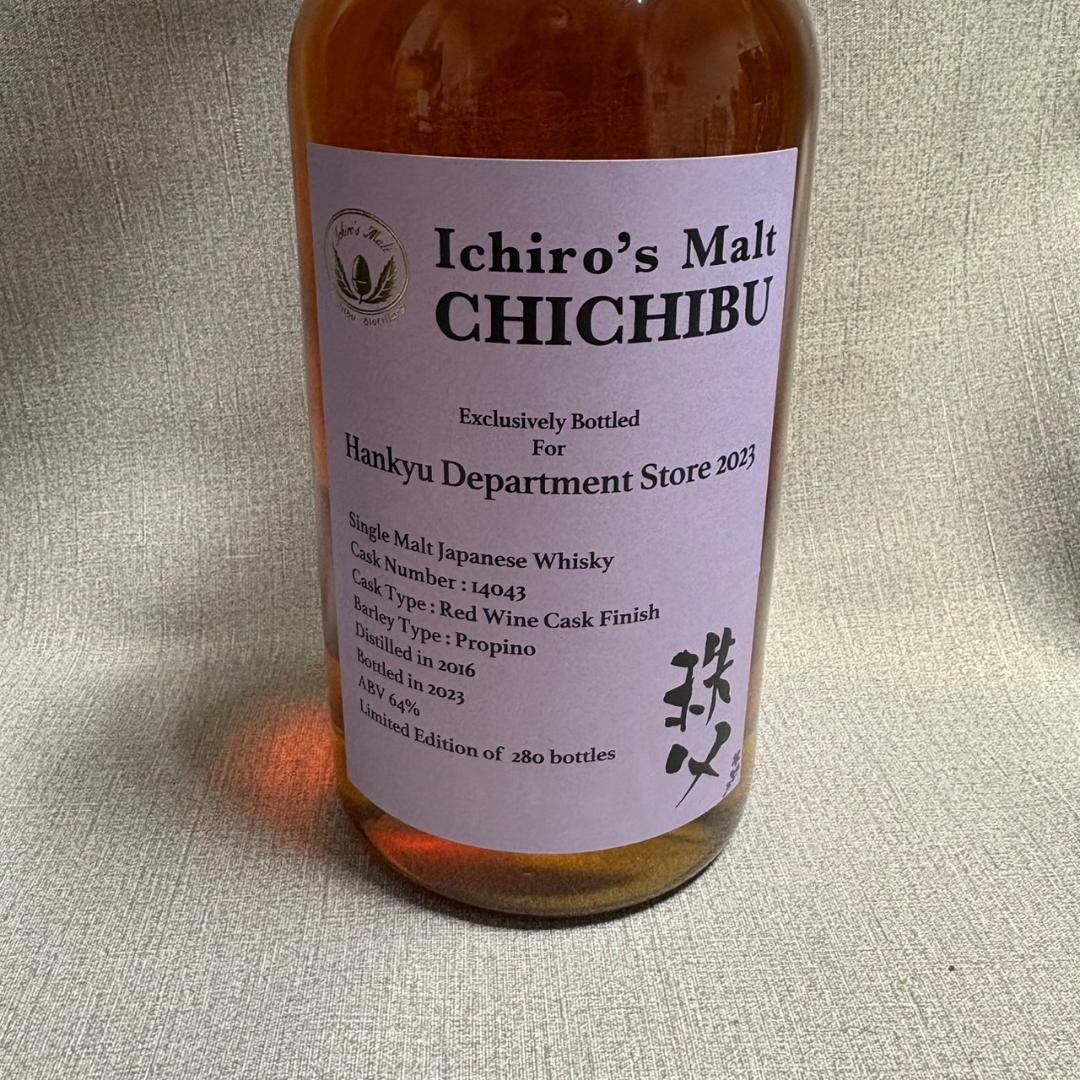 Ichiro's Malt
Ichiro's Malt
CHICHIBU
Exclusively Bottled
For
Hankyu Department Store 2023
Single Malt Japanese Whisky
Cask Number : 14043
Cask Type : Red Wine Cask Finish
Barley Type : Propino
Distilled in 2016
Bottled in 2023
ABV 64%
Limited Edition of 280 bottles
秩父